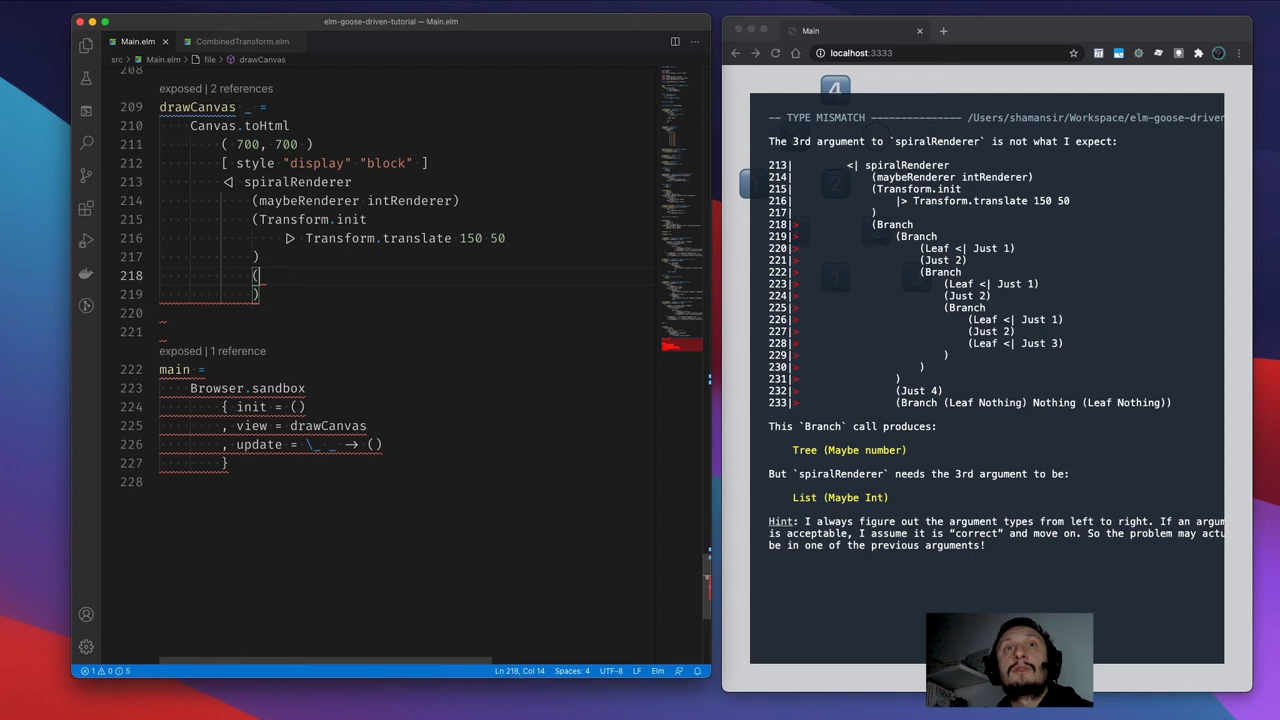 elm-goose-driven-tutorial — Main.elm
Main.elm
CombinedTransform.elm
src > Main.elm > file > drawCanvas
208
exposed | 2 references
209 drawCanvas _ =
210 Canvas.toHtml
211 ( 700, 700 )
212 [ style "display" "block" ]
213 <| spiralRenderer
214 (maybeRenderer intRenderer)
215 (Transform.init
216 |> Transform.translate 150 50
217 )
218 (
219 )
220
221
exposed | 1 reference
222 main =
223 Browser.sandbox
224 { init = ()
225 , view = drawCanvas
226 , update = \_ _ -> ()
227 }
228
1 0 5
Ln 218, Col 14
Spaces: 4
UTF-8
LF
Elm
Main
localhost:3333
4
-- TYPE MISMATCH --------------- /Users/shamansir/Workspace/elm-goose-driver
The 3rd argument to `spiralRenderer` is not what I expect:
213| <| spiralRenderer
214| (maybeRenderer intRenderer)
215| (Transform.init
216| |> Transform.translate 150 50
217| )
218|> (Branch
219|> (Branch
220|> (Leaf <| Just 1)
221|> (Just 2)
222|> (Branch
223|> (Leaf <| Just 1)
224|> (Just 2)
225|> (Branch
226|> (Leaf <| Just 1)
227|> (Just 2)
228|> (Leaf <| Just 3)
229|> )
230|> )
231|> )
232|> (Just 4)
233|> (Branch (Leaf Nothing) Nothing (Leaf Nothing))
This `Branch` call produces:
Tree (Maybe number)
But `spiralRenderer` needs the 3rd argument to be:
List (Maybe Int)
Hint: I always figure out the argument types from left to right. If an argum
is acceptable, I assume it is “correct” and move on. So the problem may actu
be in one of the previous arguments!